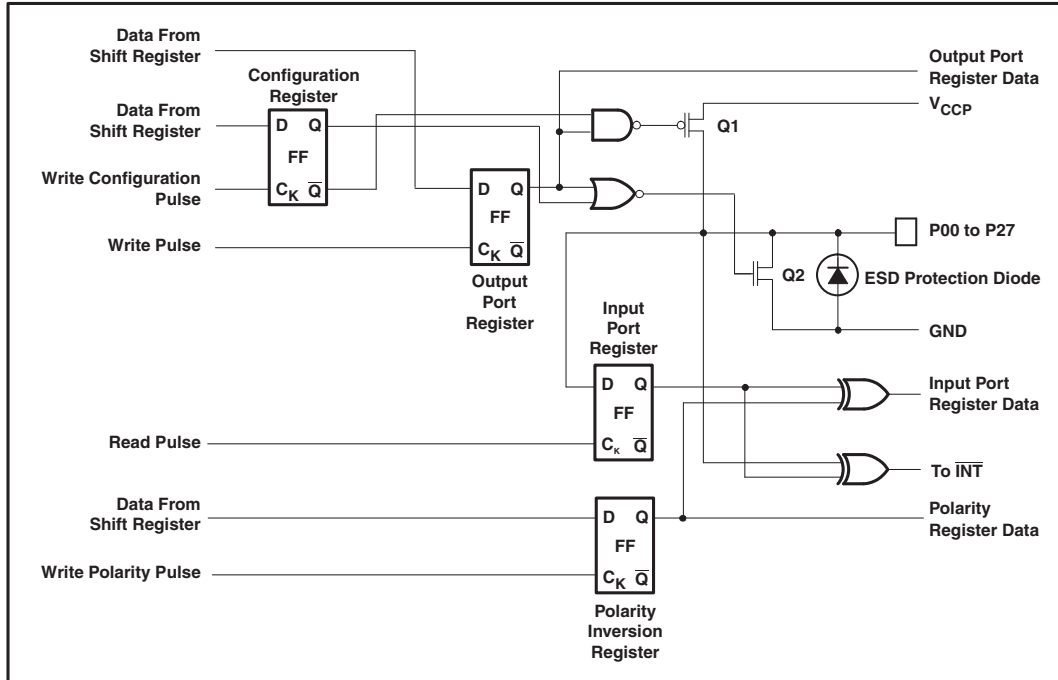 Data From
Shift Register
Configuration
Register
Data From
Shift Register
Write Configuration
Pulse
D Q
FF
CK Q̅
Write Pulse
D Q
FF
CK Q̅
Output
Port
Register
Output Port
Register Data
VCCP
Q1
P00 to P27
Q2
ESD Protection Diode
GND
Input
Port
Register
D Q
FF
CK Q̅
Read Pulse
Input Port
Register Data
To I̅N̅T̅
Data From
Shift Register
Write Polarity Pulse
D Q
FF
CK Q̅
Polarity
Inversion
Register
Polarity
Register Data